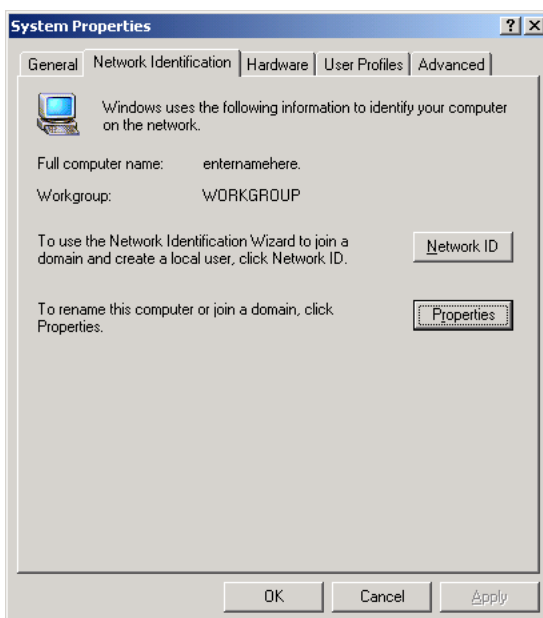 System Properties
General
Network Identification
Hardware
User Profiles
Advanced
Windows uses the following information to identify your computer
on the network.
Full computer name: enternamehere.
Workgroup: WORKGROUP
To use the Network Identification Wizard to join a
domain and create a local user, click Network ID.
Network ID
To rename this computer or join a domain, click
Properties.
Properties
OK
Cancel
Apply